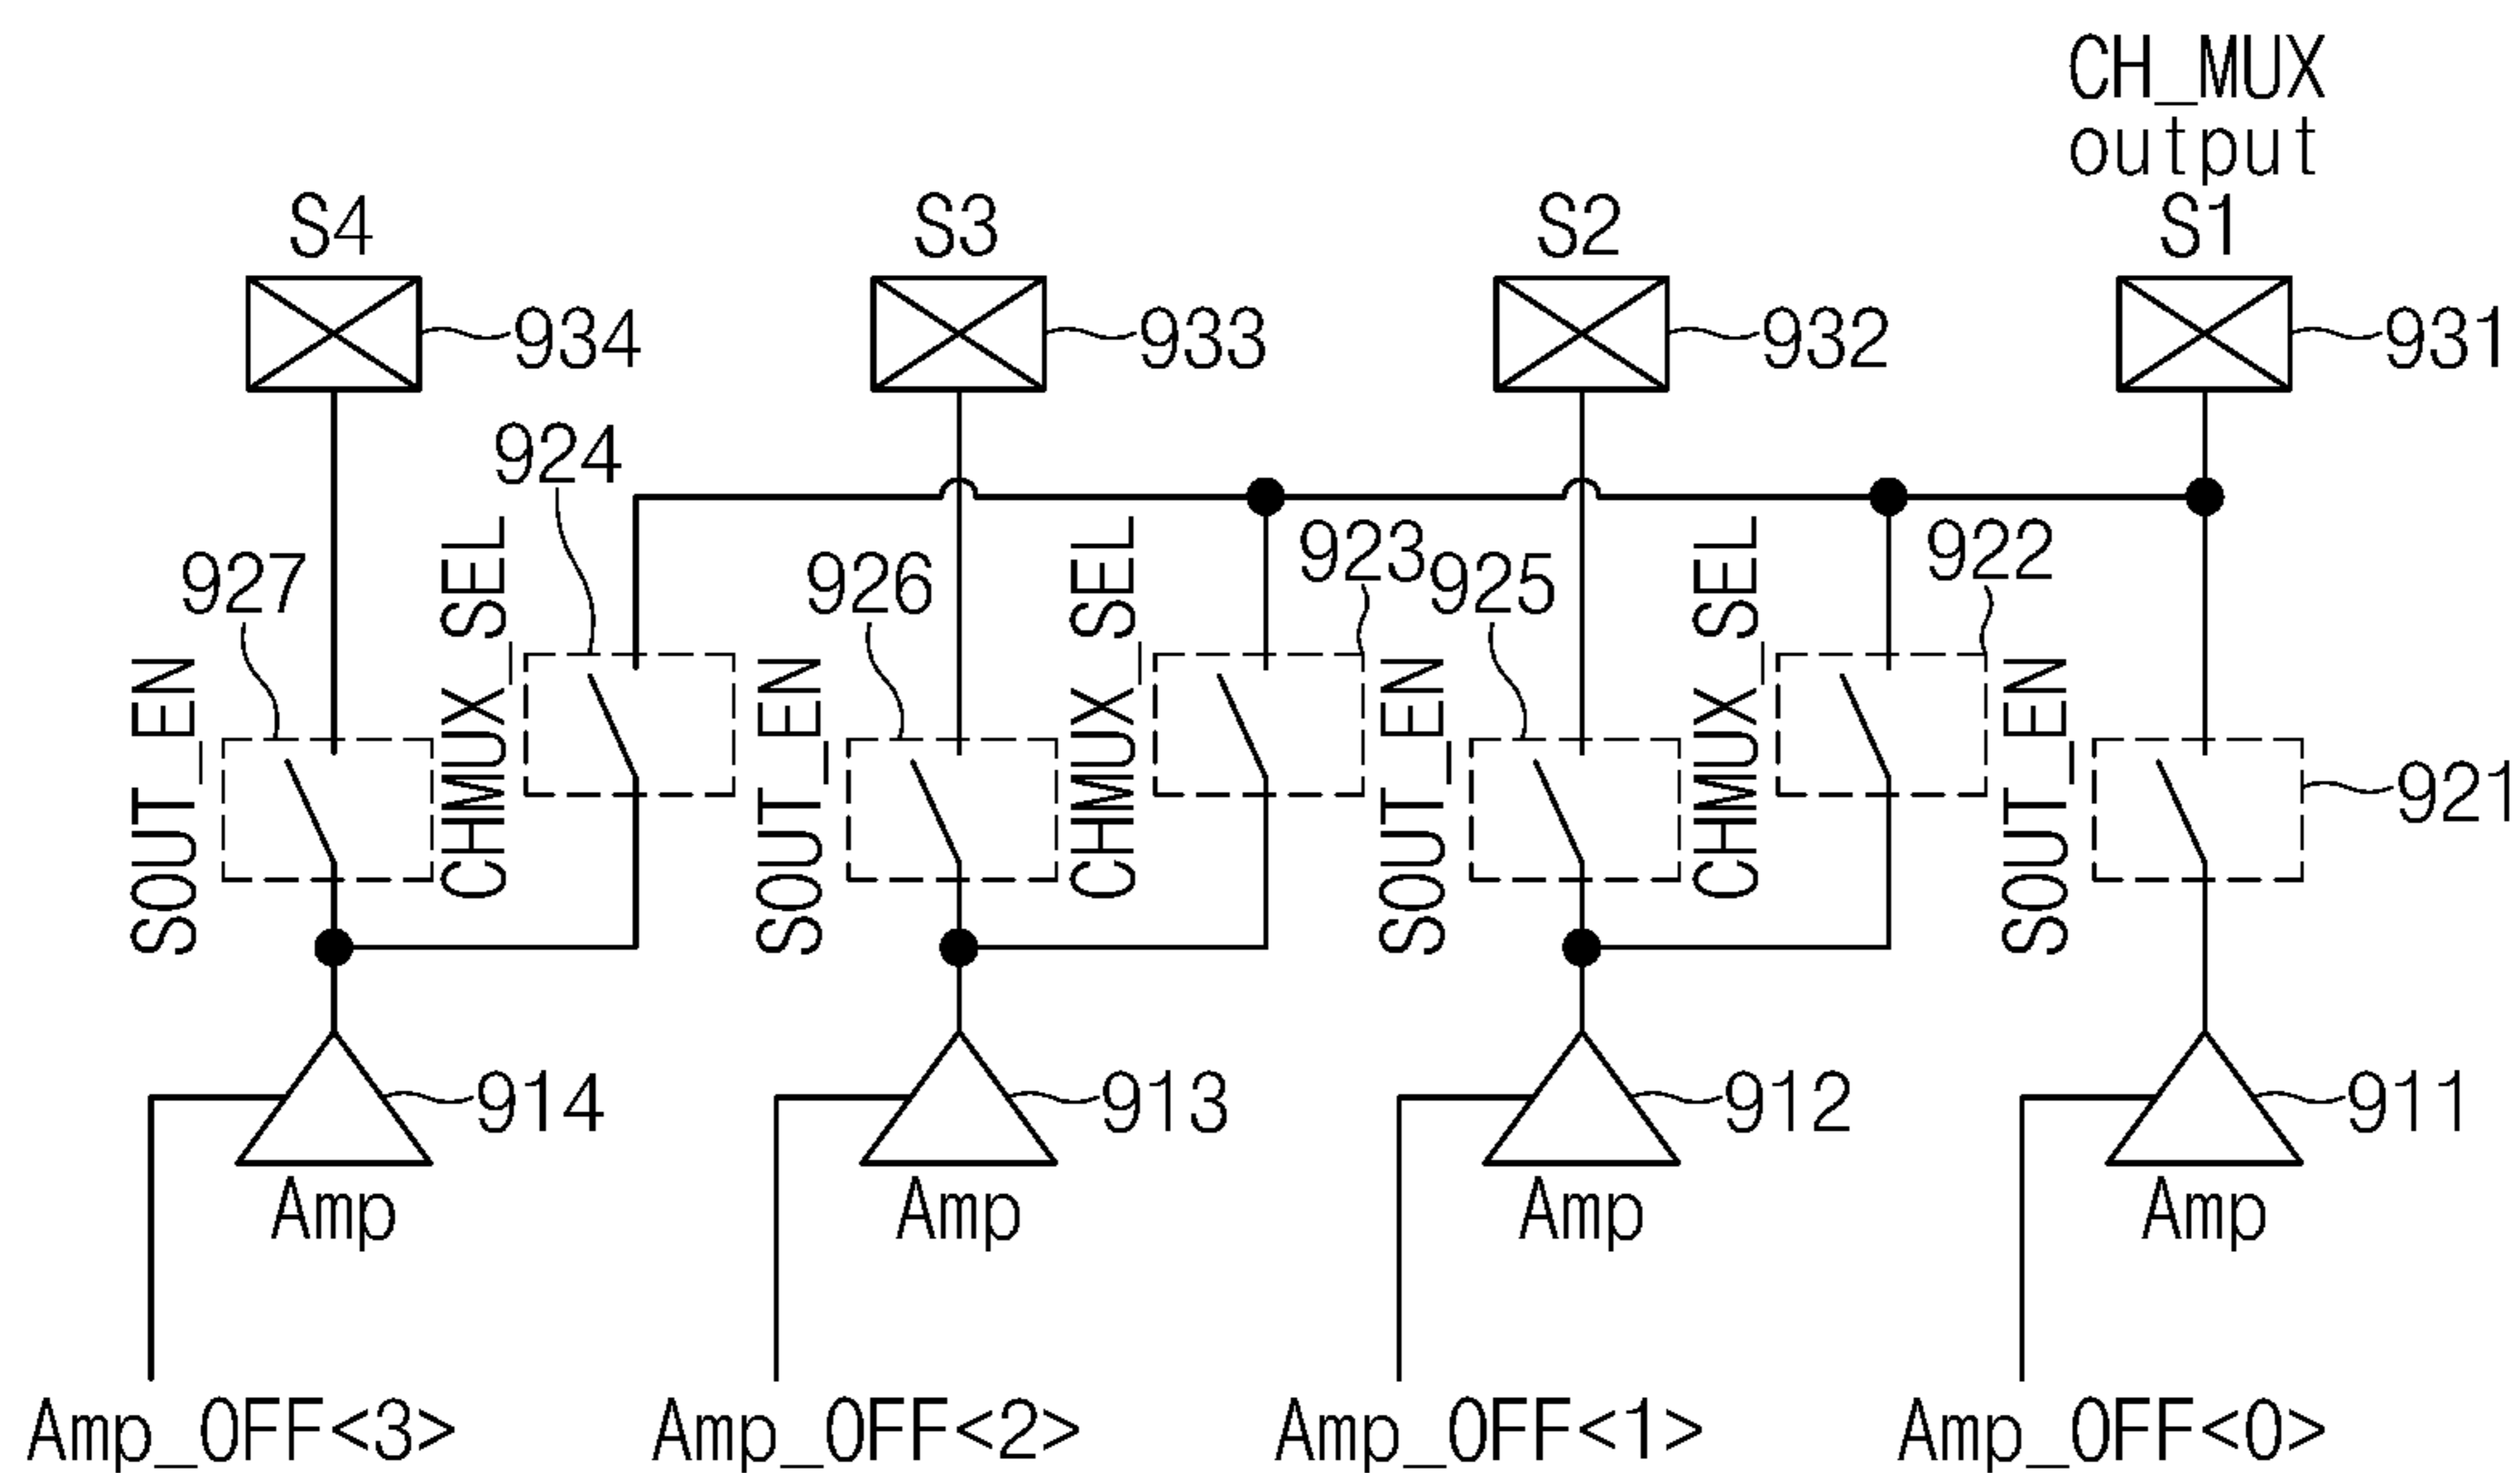 CH_MUX
output
S4
S3
S2
S1
934
933
932
931
924
923
922
927
926
925
921
SOUT_EN
CHMUX_SEL
SOUT_EN
CHMUX_SEL
SOUT_EN
CHMUX_SEL
SOUT_EN
914
913
912
911
Amp
Amp
Amp
Amp
Amp_OFF<3>
Amp_OFF<2>
Amp_OFF<1>
Amp_OFF<0>